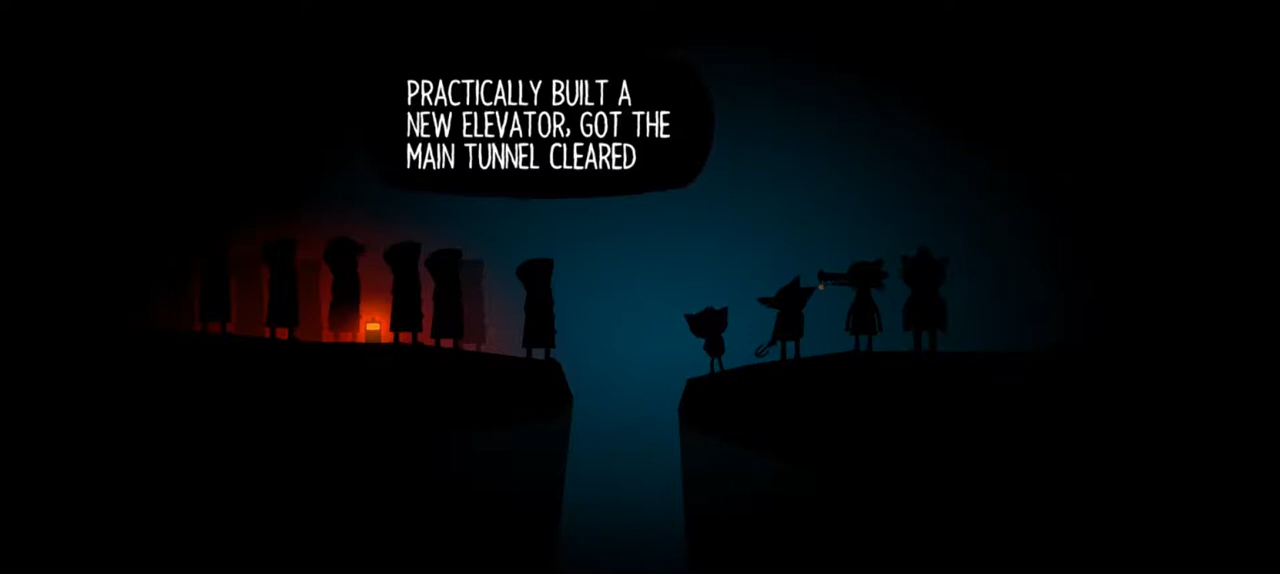 PRACTICALLY BUILT A
NEW ELEVATOR, GOT THE
MAIN TUNNEL CLEARED